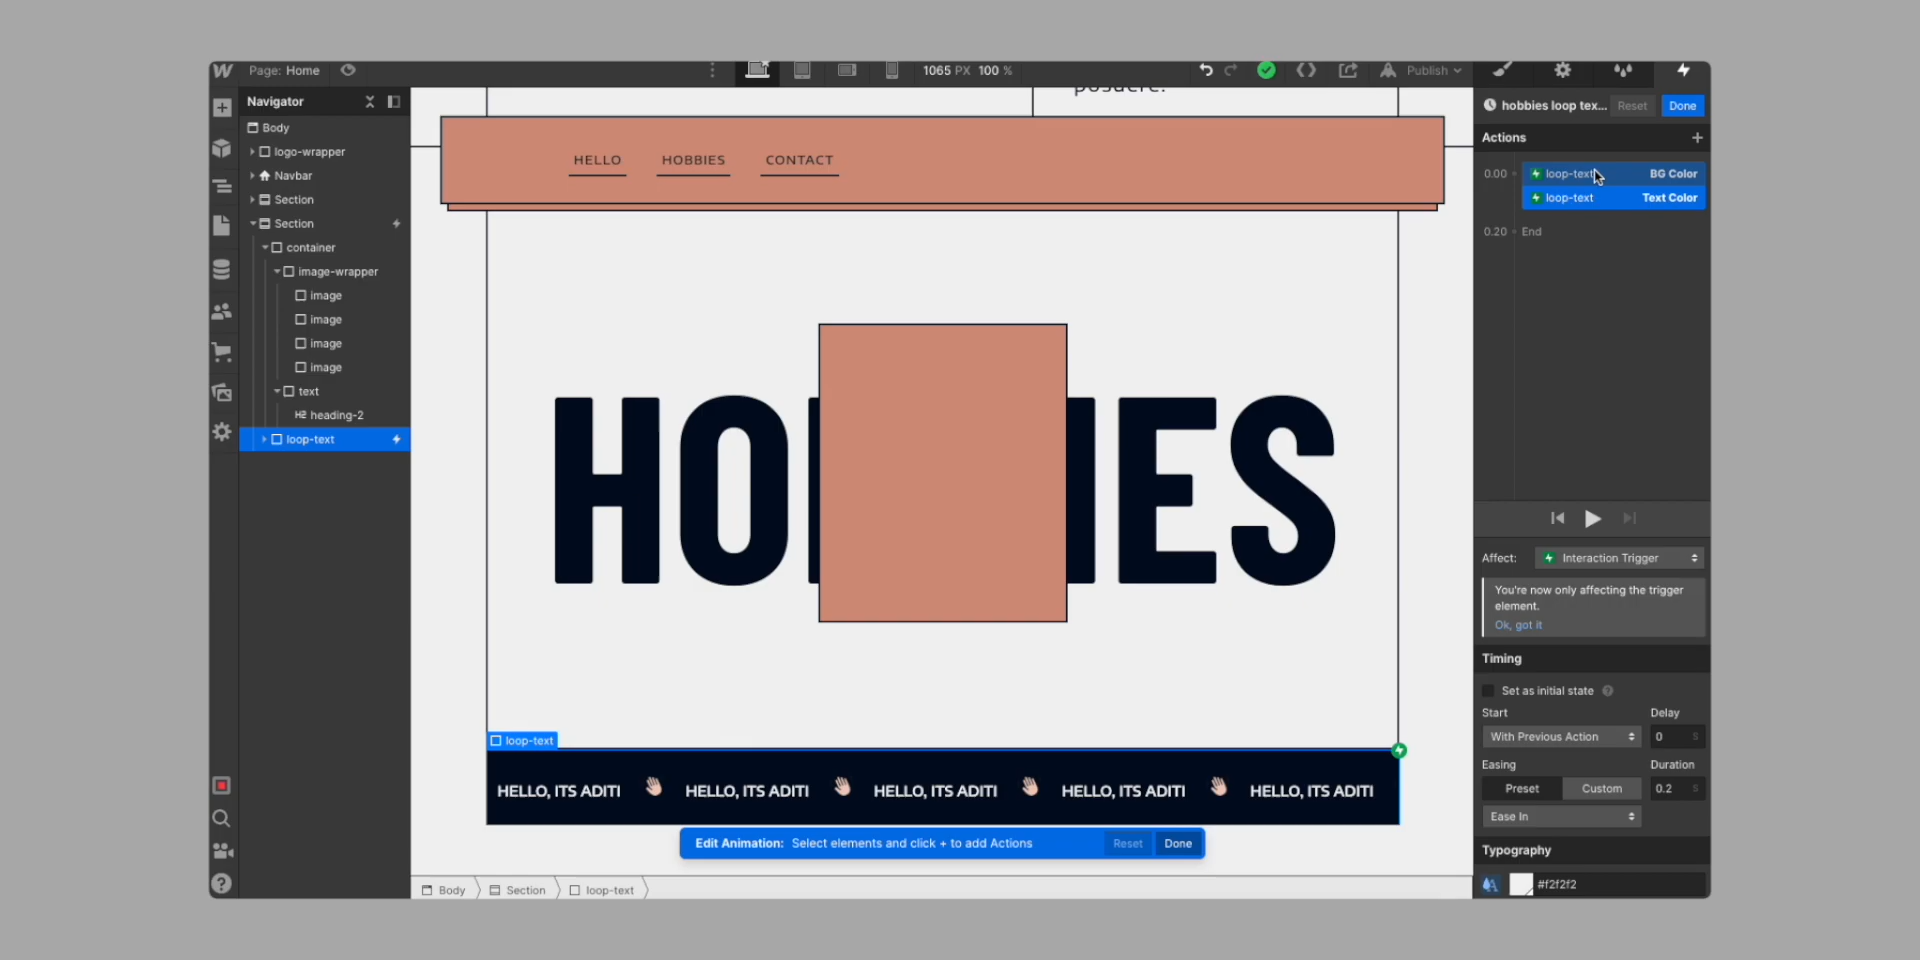 Page: Home
1065 PX 100 %
Publish
Navigator
Body
logo-wrapper
Navbar
Section
Section
container
image-wrapper
image
image
image
image
text
H2 heading-2
loop-text
posuere.
HELLO HOBBIES CONTACT
HO IES
loop-text
HELLO, ITS ADITI HELLO, ITS ADITI HELLO, ITS ADITI HELLO, ITS ADITI HELLO, ITS ADITI
Edit Animation: Select elements and click + to add Actions Reset Done
Body Section loop-text
hobbies loop tex... Reset Done
Actions
0.00 loop-text BG Color
loop-text Text Color
0.20 End
Affect: Interaction Trigger
You're now only affecting the trigger
element.
Ok, got it
Timing
Set as initial state
Start Delay
With Previous Action 0 S
Easing Duration
Preset Custom 0.2 S
Ease In
Typography
#f2f2f2